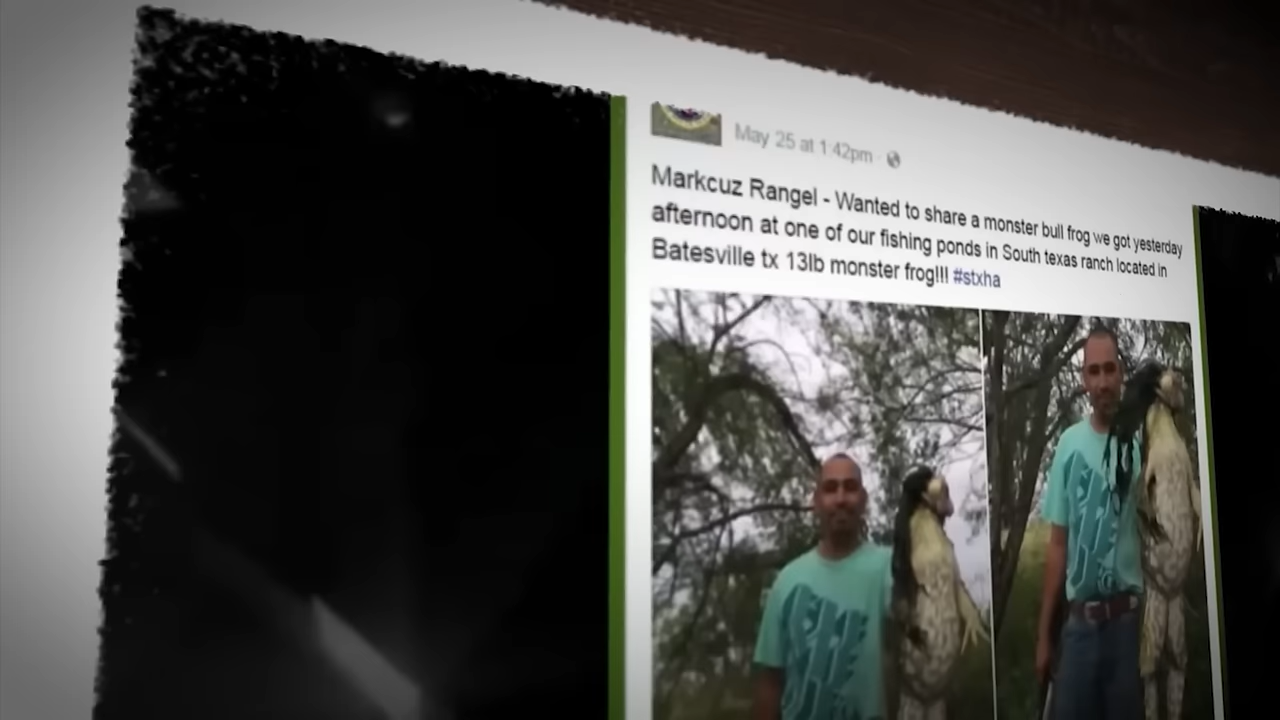 May 25 at 1:42pm
Markcuz Rangel - Wanted to share a monster bull frog we got yesterday
afternoon at one of our fishing ponds in South texas ranch located in
Batesville tx 13lb monster frog!!! #stxha